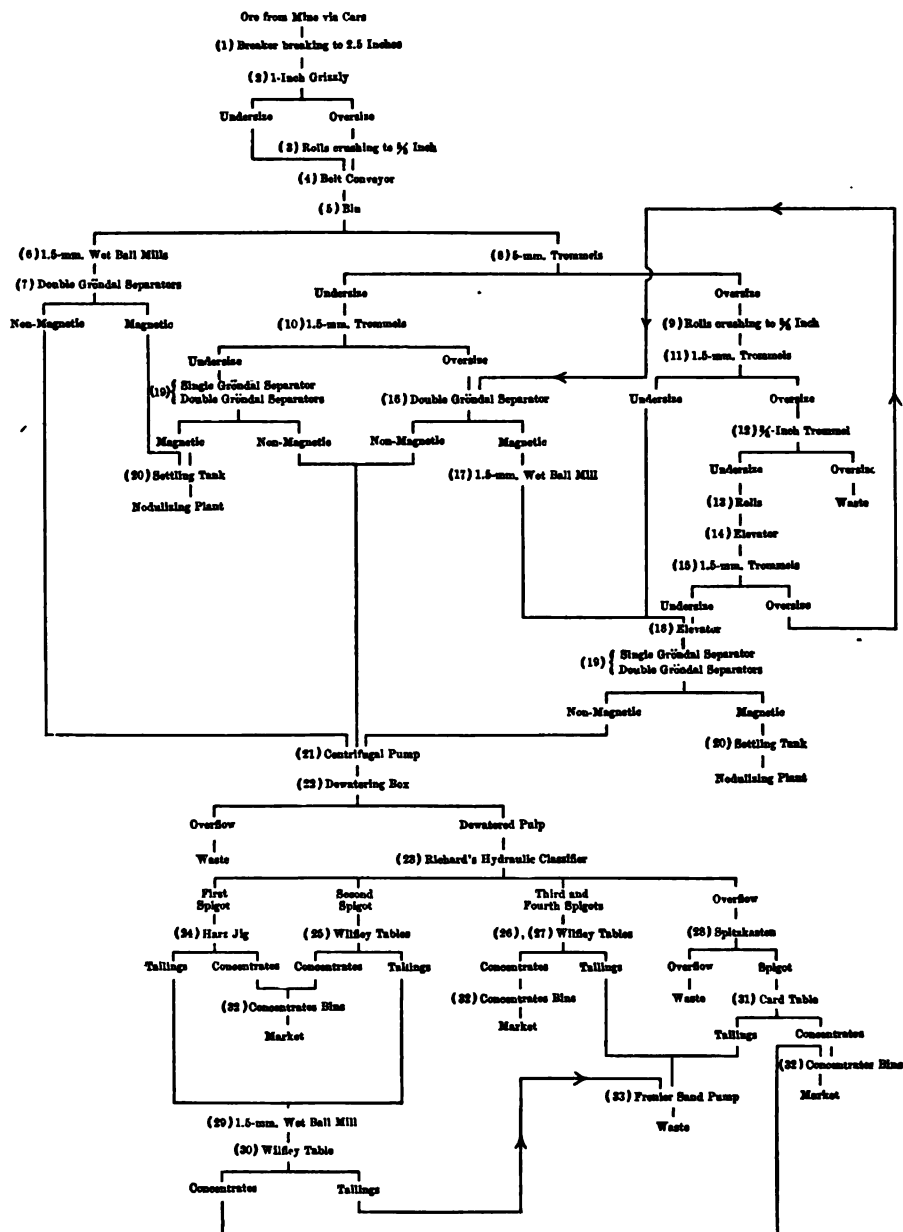 Ore from Mine via Cars
(1) Breaker breaking to 2.5 Inches
(2) 1-Inch Grizzly
Undersize Oversize
(3) Rolls crushing to ⅝ Inch
(4) Belt Conveyor
(5) Bin
(6) 1.5-mm. Wet Ball Mills (8) 5-mm. Trommels
(7) Double Gröndal Separators
Undersize Oversize
Non-Magnetic Magnetic (10) 1.5-mm. Trommels (9) Rolls crushing to Inch
(11) 1.5-mm. Trommels
Undersize Oversize
(19) { Single Gröndal Separator
Double Gröndal Separators (16) Double Gröndal Separator Undersize Oversize
(12) -Inch Trommel
Magnetic Non-Magnetic Non-Magnetic Magnetic
(20) Settling Tank (17) 1.5-mm. Wet Ball Mill Undersize Oversize
Nodulizing Plant (13) Rolls Waste
(14) Elevator
(15) 1.5-mm. Trommels
Undersize Oversize
(18) Elevator
(19) { Single Gröndal Separator
Double Gröndal Separators
Non-Magnetic Magnetic
(21) Centrifugal Pump (20) Settling Tank
(22) Dewatering Box Nodulizing Plant
Overflow Dewatered Pulp
Waste (23) Richard's Hydraulic Classifier
First
Spigot Second
Spigot Third and
Fourth Spigots Overflow
(24) Harz Jig (25) Wilfley Tables (26), (27) Wilfley Tables (28) Spitzkasten
Tailings Concentrates Concentrates Tailings Concentrates Tailings Overflow Spigot
(32) Concentrates Bins (32) Concentrates Bins Waste (31) Card Table
Market Market Tailings Concentrates
(32) Concentrates Bins
(33) Frenier Sand Pump Market
(29) 1.5-mm. Wet Ball Mill Waste
(30) Wilfley Table
Concentrates Tailings